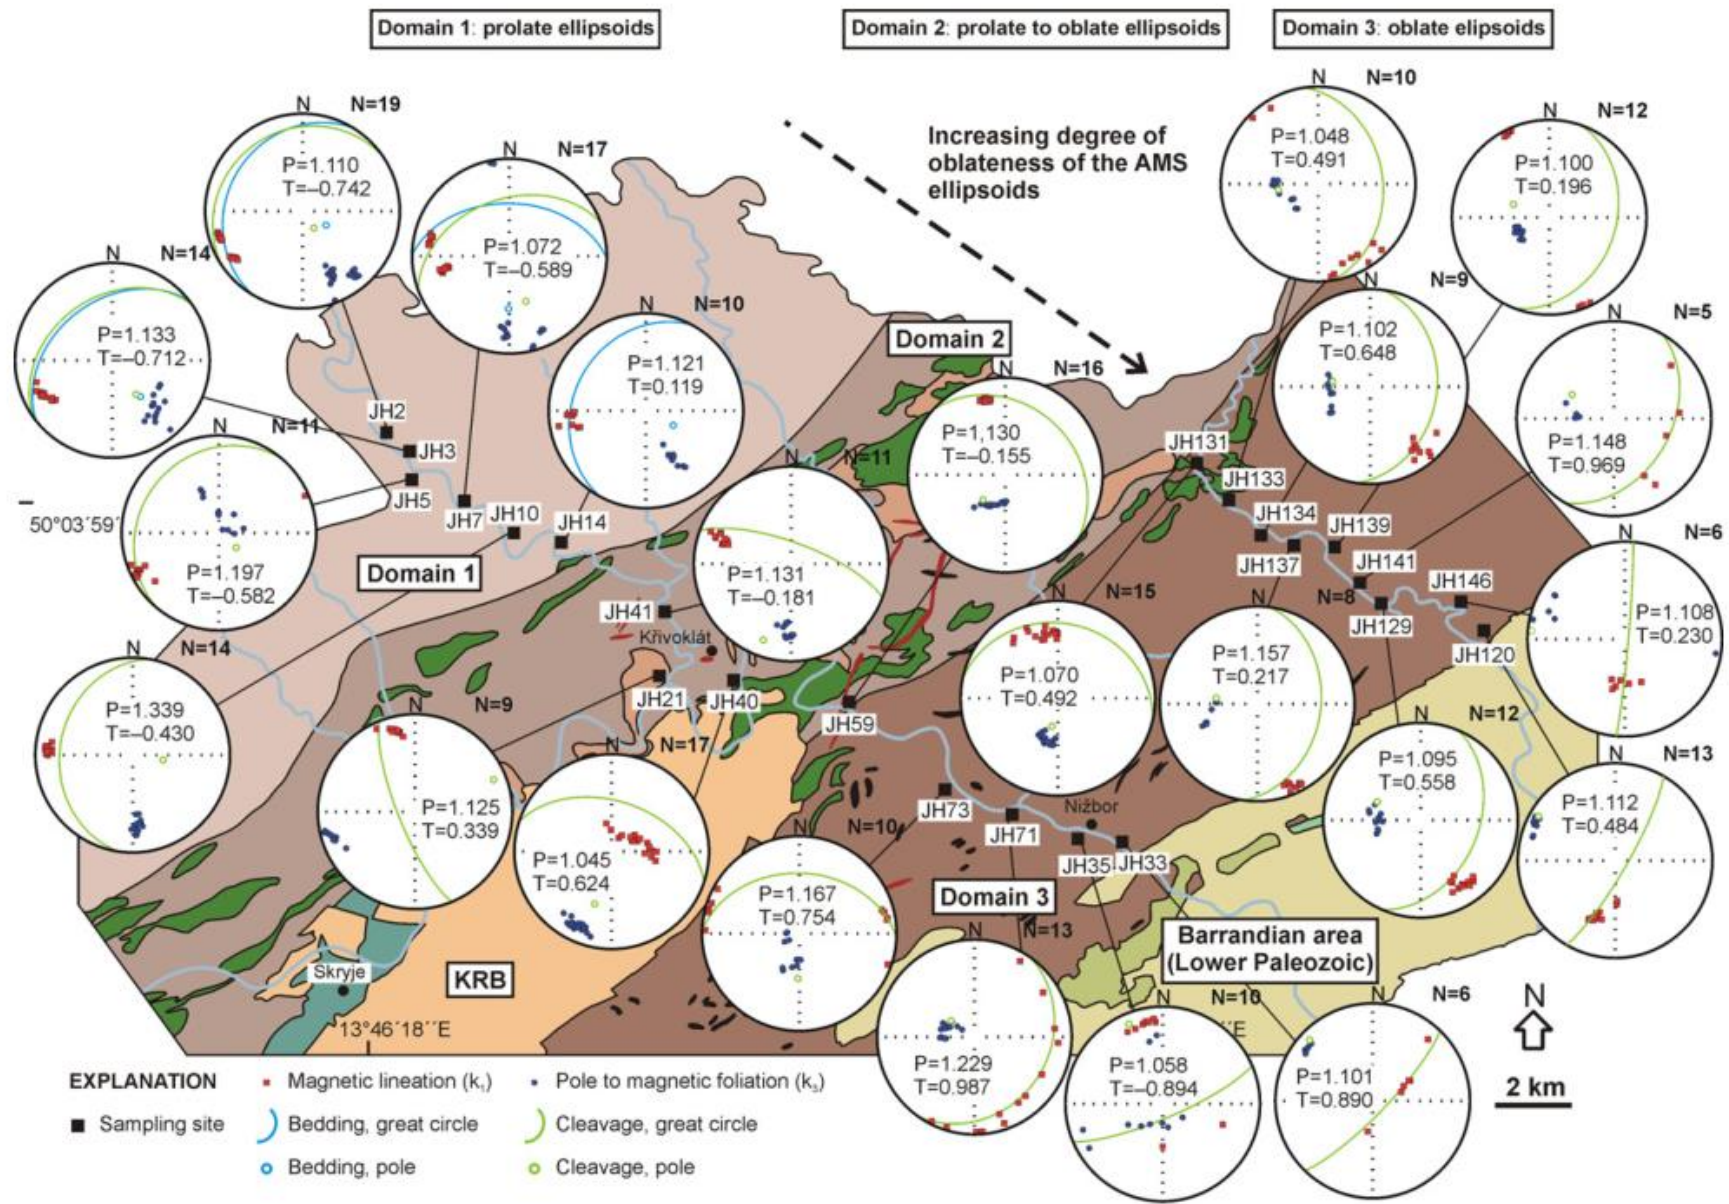 Domain 1: prolate ellipsoids
Domain 2: prolate to oblate ellipsoids
Domain 3: oblate ellipsoids
Increasing degree of
oblateness of the AMS
ellipsoids
N
N=19
P=1.110
T=–0.742
N
N=17
P=1.072
T=–0.589
N
N=10
P=1.048
T=0.491
N
N=12
P=1.100
T=0.196
N
N=14
P=1.133
T=–0.712
N
N=10
P=1.121
T=0.119
N
N=9
P=1.102
T=0.648
N
N=5
P=1.148
T=0.969
Domain 2
N
N=16
P=1,130
T=–0.155
N
N=11
P=1.197
T=–0.582
N
N=11
P=1.131
T=–0.181
JH2
JH3
JH5
JH7
JH10
JH14
JH131
JH133
JH134
JH139
JH137
JH141
JH146
JH129
JH120
50°03´59´
Domain 1
JH41
Křivoklát
JH21
JH40
JH59
N
N=6
P=1.108
T=0.230
N
N=15
P=1.070
T=0.492
N
N=8
P=1.157
T=0.217
N
N=14
P=1.339
T=–0.430
N
N=9
P=1.125
T=0.339
N
N=17
P=1.045
T=0.624
N
N=12
P=1.095
T=0.558
N
N=13
P=1.112
T=0.484
JH73
JH71
Nižbor
JH35
JH33
N
N=10
P=1.167
T=0.754
Domain 3
N
N=13
P=1.229
T=0.987
Barrandian area
(Lower Paleozoic)
Skryje
KRB
13°46´18´´E
´E
N
N=10
P=1.058
T=–0.894
N
N=6
P=1.101
T=0.890
N
2 km
EXPLANATION
Magnetic lineation (k₁)
Pole to magnetic foliation (k₃)
Sampling site
Bedding, great circle
Cleavage, great circle
Bedding, pole
Cleavage, pole